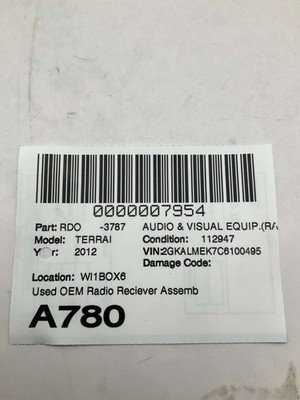 0000007954
Part: RDO -3787 AUDIO & VISUAL EQUIP.(RA
Model: TERRAI Condition: 112947
Year: 2012 VIN:2GKALMEK7C6100495
Damage Code:
Location: WI1BOX6
Used OEM Radio Reciever Assemb
A780